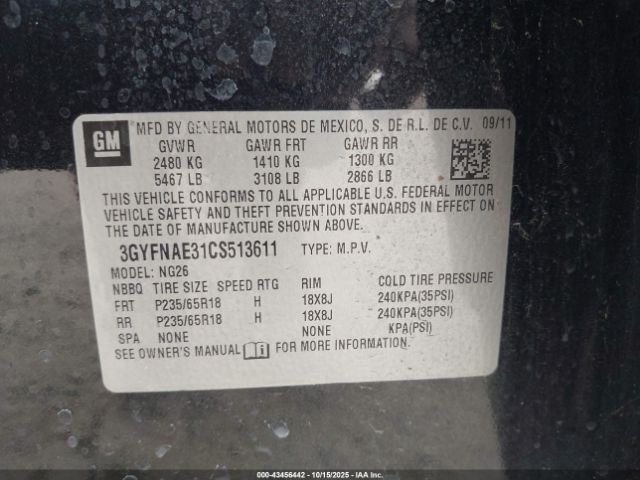 GM
MFD BY GENERAL MOTORS DE MEXICO, S. DE R.L. DE C.V. 09/11
GVWR GAWR FRT GAWR RR
2480 KG 1410 KG 1300 KG
5467 LB 3108 LB 2866 LB
THIS VEHICLE CONFORMS TO ALL APPLICABLE U.S. FEDERAL MOTOR
VEHICLE SAFETY AND THEFT PREVENTION STANDARDS IN EFFECT ON
THE DATE OF MANUFACTURE SHOWN ABOVE.
3GYFNAE31CS513611 TYPE: M.P.V.
MODEL: NG26
NBBQ TIRE SIZE SPEED RTG RIM COLD TIRE PRESSURE
FRT P235/65R18 H 18X8J 240KPA(35PSI)
RR P235/65R18 H 18X8J 240KPA(35PSI)
SPA NONE NONE KPA(PSI)
SEE OWNER'S MANUAL FOR MORE INFORMATION.
000-43456442 - 10/15/2025 - IAA Inc.